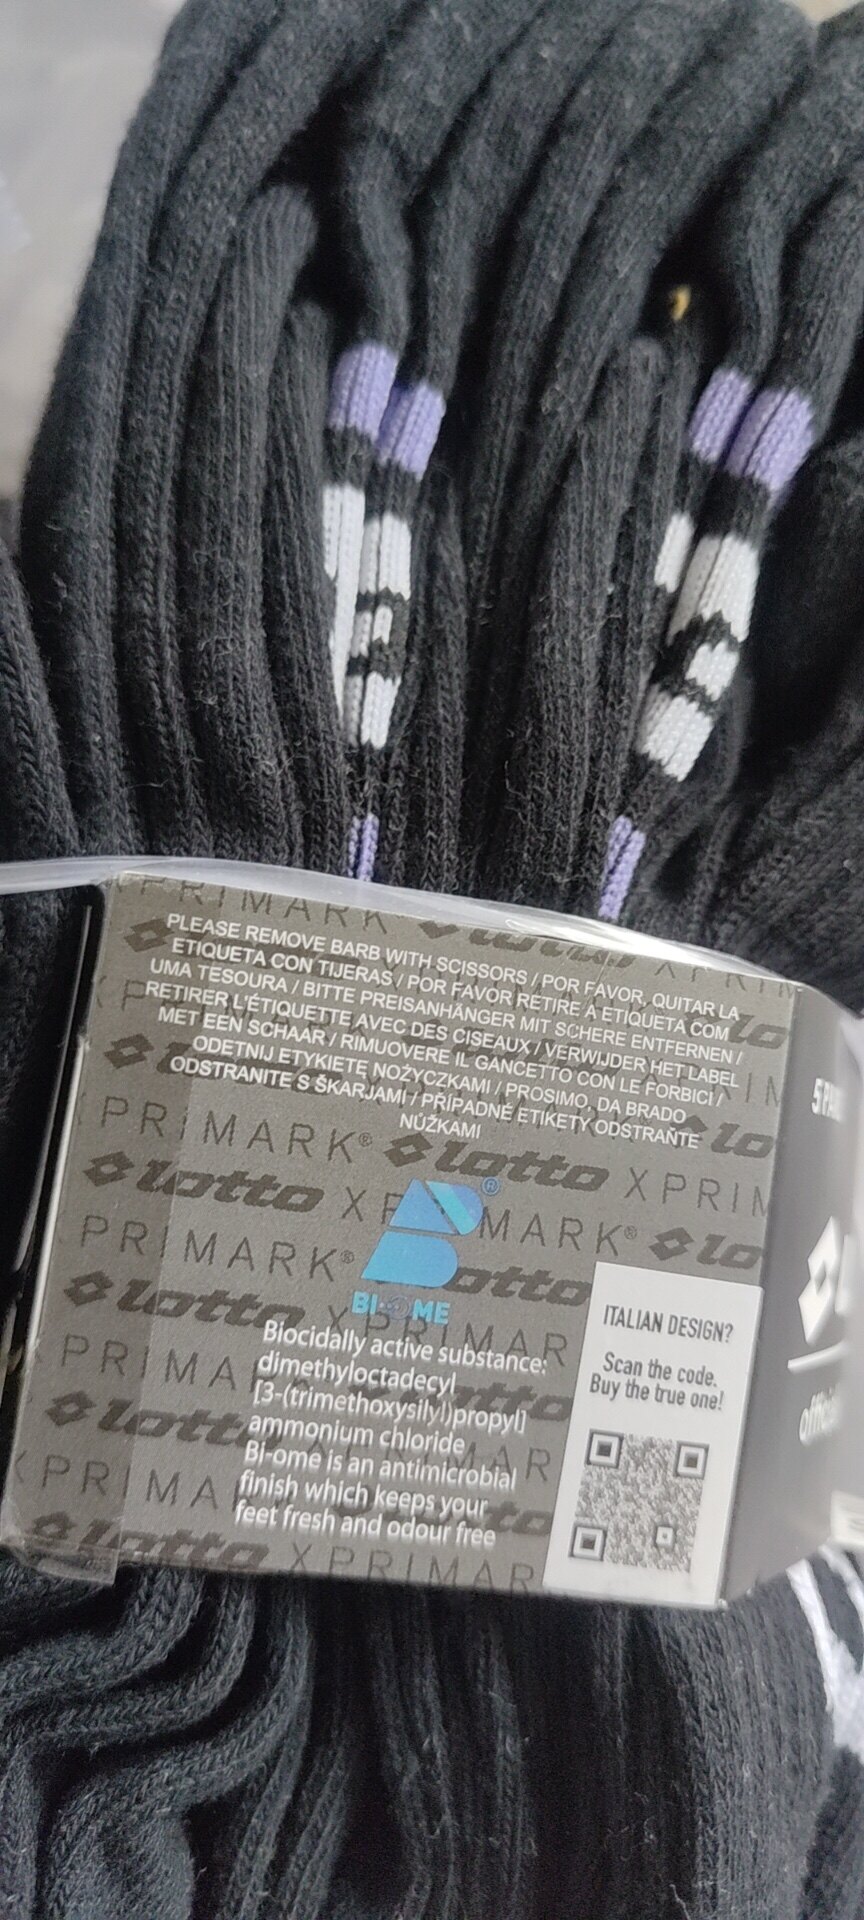 PLEASE REMOVE BARB WITH SCISSORS / POR FAVOR, QUITAR LA
ETIQUETA CON TIJERAS / POR FAVOR RETIRE A ETIQUETA COM
UMA TESOURA / BITTE PREISANHÄNGER MIT SCHERE ENTFERNEN /
RETIRER L'ÉTIQUETTE AVEC DES CISEAUX / VERWIJDER HET LABEL
MET EEN SCHAAR / RIMUOVERE IL GANCETTO CON LE FORBICI /
ODETNIJ ETYKIETĘ NOŻYCZKAMI / PROSIMO, DA BRADO
ODSTRANITE S ŠKARJAMI / PŘÍPADNÉ ETIKETY ODSTRAŇTE
NŮŽKAMI
PRIMARK® lotto
lotto X PRIMARK® lotto
PRIMARK® lotto
lotto X PRIMARK
BI-OME
Biocidally active substance:
dimethyloctadecyl
[3-(trimethoxysilyl)propyl]
ammonium chloride
Bi-ome is an antimicrobial
finish which keeps your
feet fresh and odour free
ITALIAN DESIGN?
Scan the code.
Buy the true one!